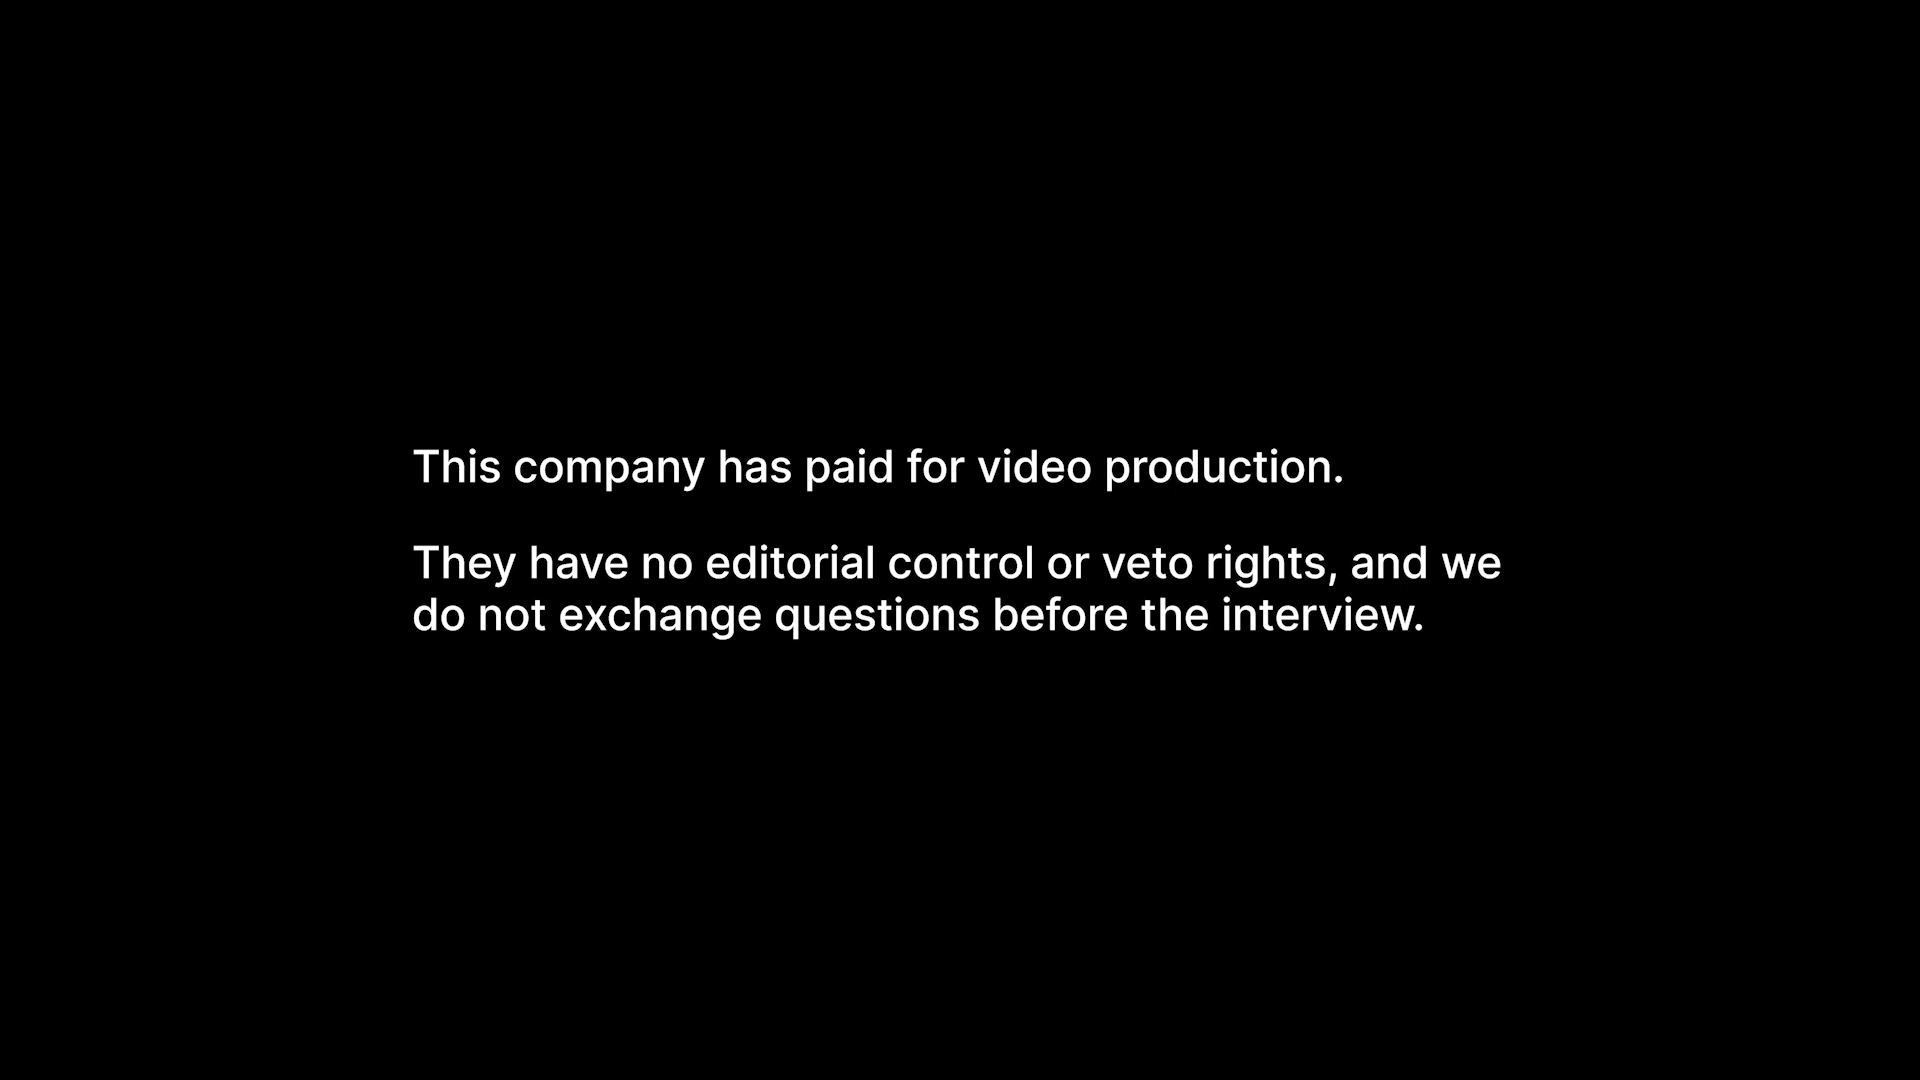 This company has paid for video production.
They have no editorial control or veto rights, and we
do not exchange questions before the interview.